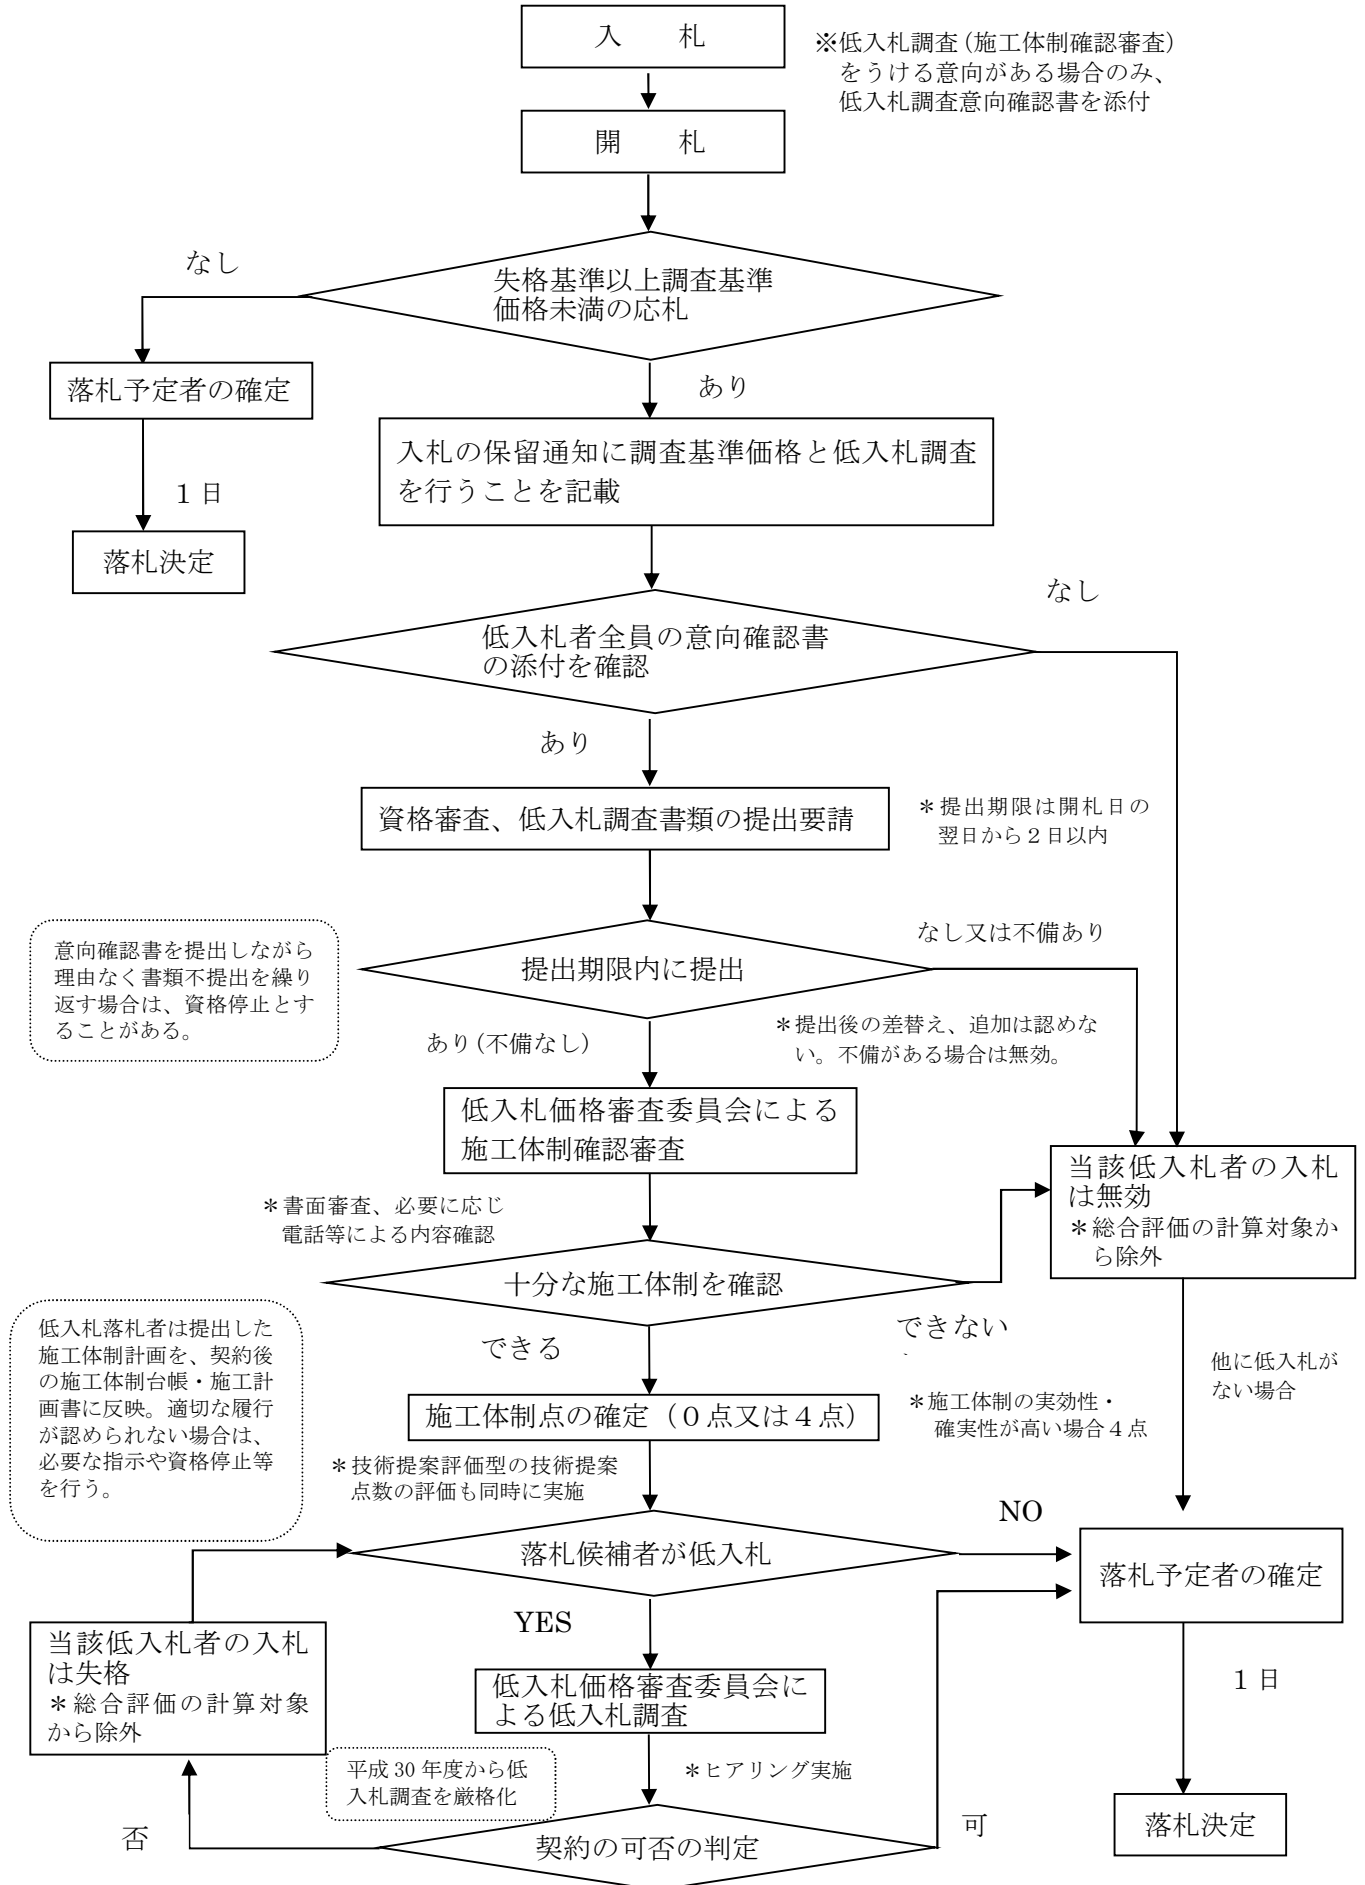 入　　札
※低入札調査(施工体制確認審査)
をうける意向がある場合のみ、
低入札調査意向確認書を添付
開　　札
なし
失格基準以上調査基準
価格未満の応札
落札予定者の確定
あり
入札の保留通知に調査基準価格と低入札調査
を行うことを記載
1 日
落札決定
なし
低入札者全員の意向確認書
の添付を確認
あり
資格審査、低入札調査書類の提出要請
＊提出期限は開札日の
翌日から２日以内
意向確認書を提出しながら
理由なく書類不提出を繰り
返す場合は、資格停止とす
ることがある。
なし又は不備あり
提出期限内に提出
あり(不備なし)
＊提出後の差替え、追加は認めな
い。不備がある場合は無効。
低入札価格審査委員会による
施工体制確認審査
当該低入札者の入札
は無効
＊総合評価の計算対象か
ら除外
＊書面審査、必要に応じ
電話等による内容確認
十分な施工体制を確認
できる
できない
低入札落札者は提出した
施工体制計画を、契約後
の施工体制台帳・施工計
画書に反映。適切な履行
が認められない場合は、
必要な指示や資格停止等
を行う。
他に低入札が
ない場合
施工体制点の確定（０点又は４点）
＊施工体制の実効性・
確実性が高い場合４点
＊技術提案評価型の技術提案
点数の評価も同時に実施
NO
落札候補者が低入札
落札予定者の確定
YES
当該低入札者の入札
は失格
＊総合評価の計算対象
から除外
低入札価格審査委員会に
よる低入札調査
1 日
平成 30 年度から低
入札調査を厳格化
＊ヒアリング実施
否
契約の可否の判定
可
落札決定